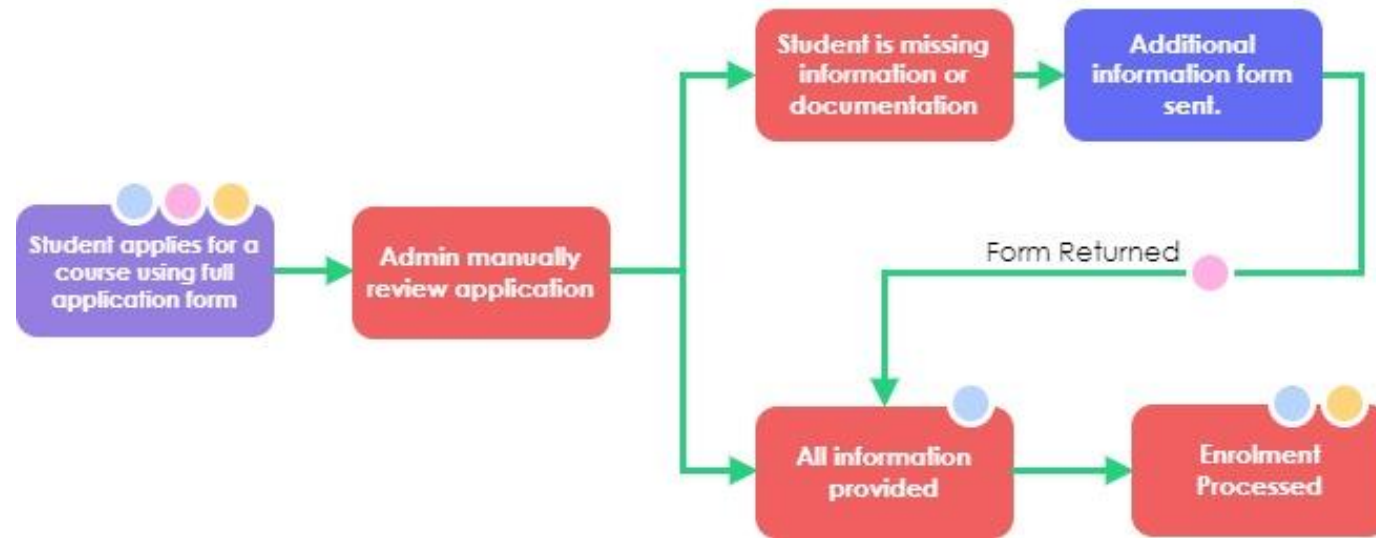 Student is missing
information or
documentation
Additional
information form
sent.
Student applies for a
course using full
application form
Admin manually
review application
Form Returned
All information
provided
Enrolment
Processed